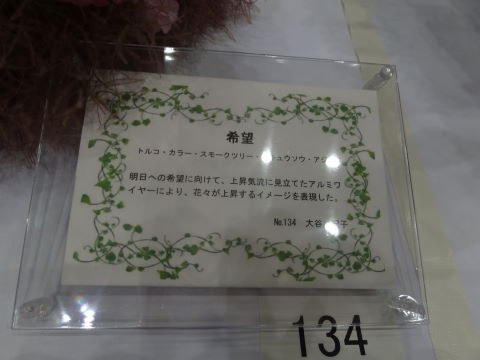 希望
トルコ・カラー・スモークツリー・
明日への希望に向けて、上昇気流に見立てたアルミワ
イヤーにより、花々が上昇するイメージを表現した。
№134 大谷
134